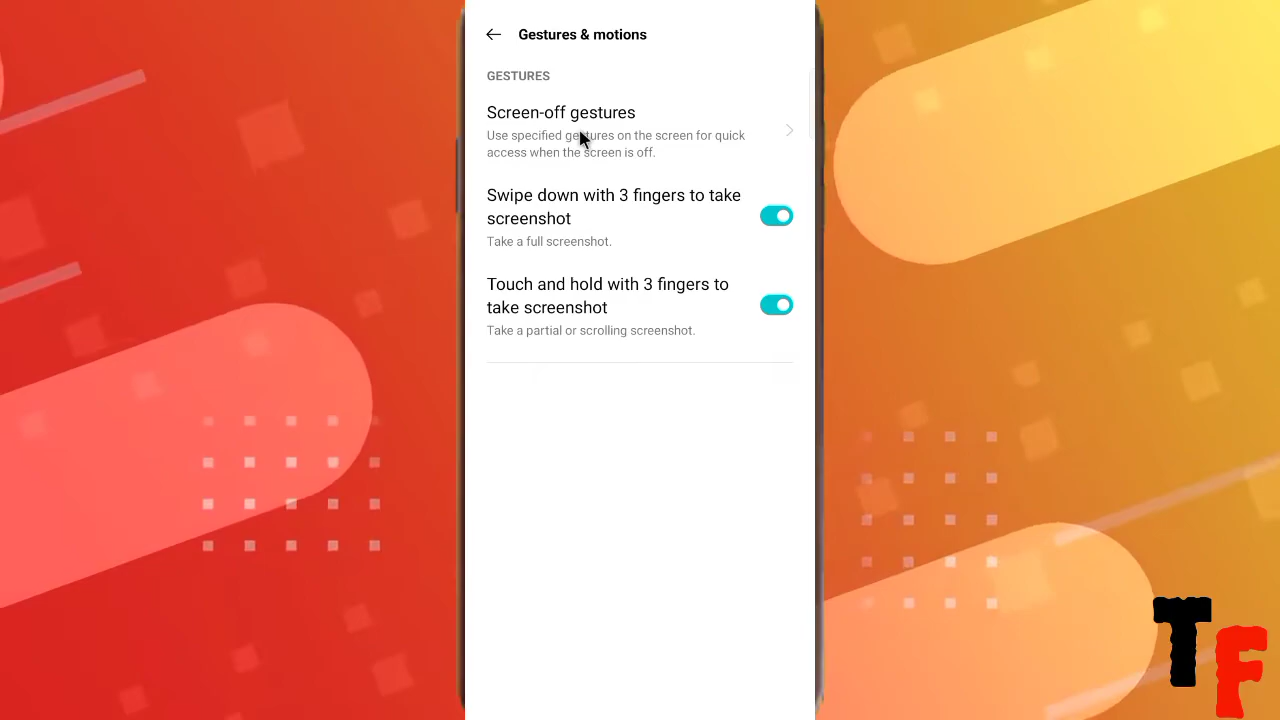 Gestures & motions
GESTURES
Screen-off gestures
Use specified gestures on the screen for quick
access when the screen is off.
Swipe down with 3 fingers to take
screenshot
Take a full screenshot.
Touch and hold with 3 fingers to
take screenshot
Take a partial or scrolling screenshot.
TF